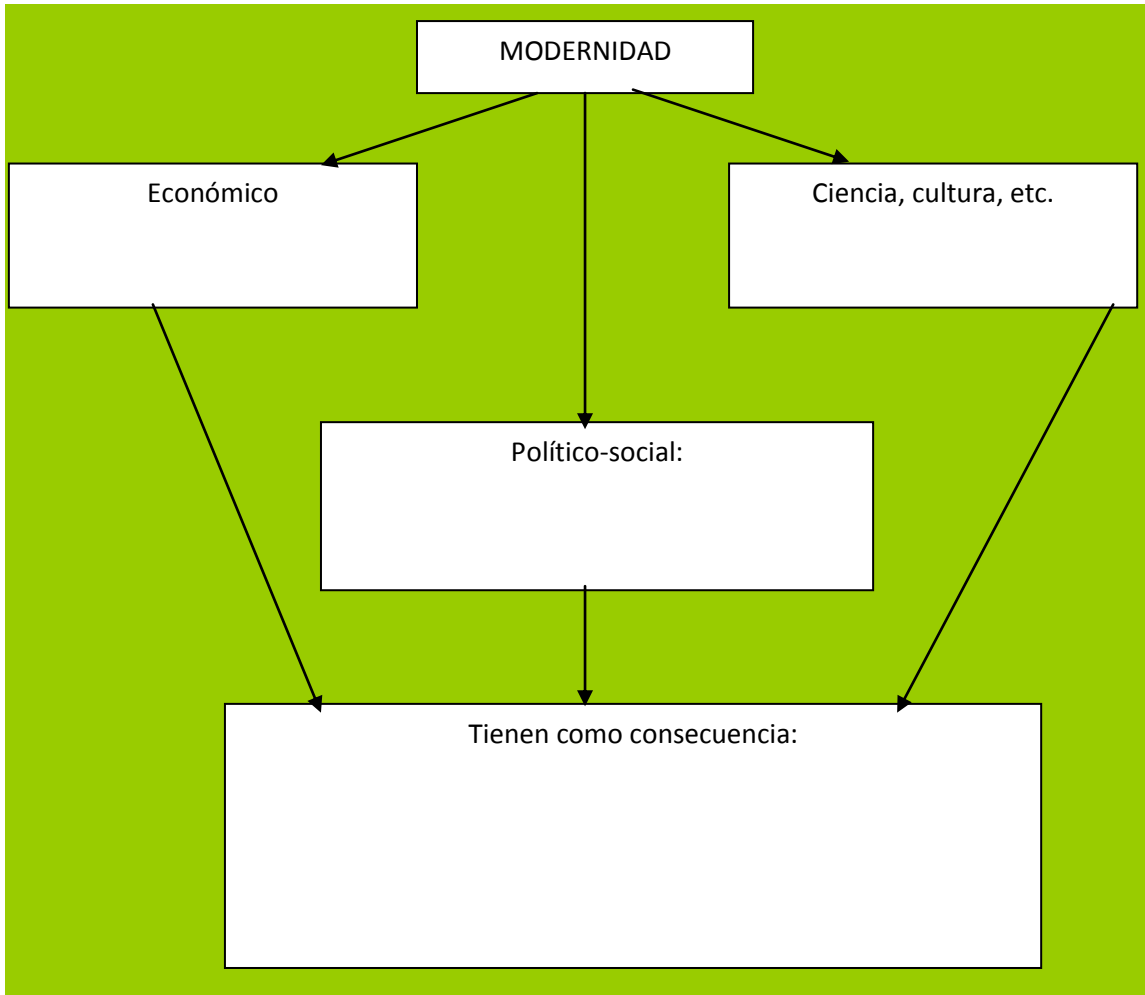 MODERNIDAD
Económico
Ciencia, cultura, etc.
Político-social:
Tienen como consecuencia: